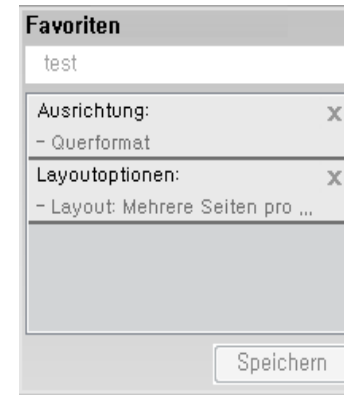 Favoriten
test
Ausrichtung: x
- Querformat
Layoutoptionen: x
- Layout: Mehrere Seiten pro ...
Speichern